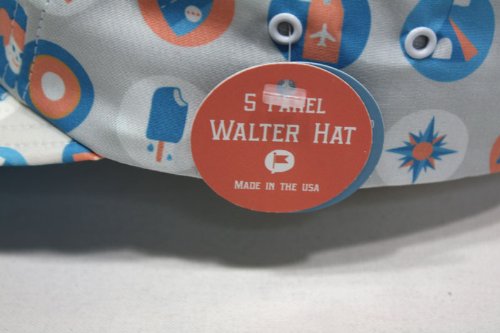 5 PANEL
WALTER HAT
MADE IN THE USA